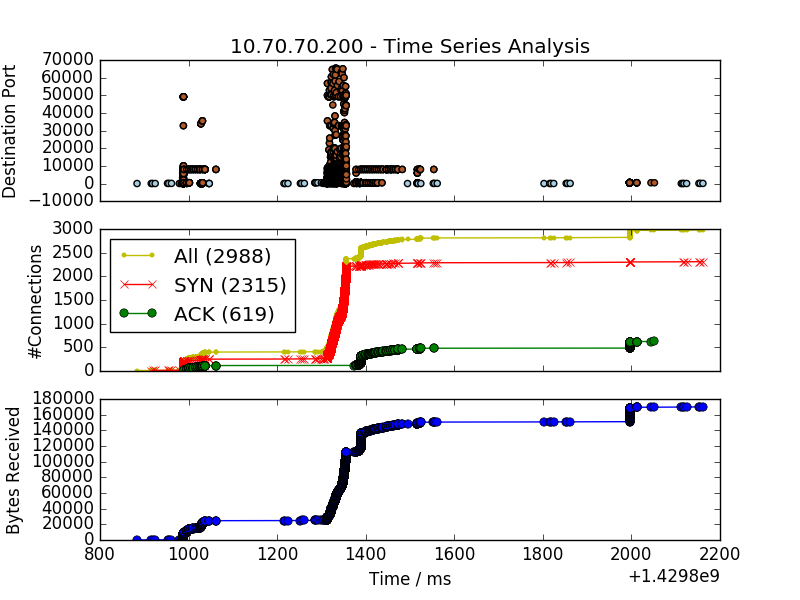 10.70.70.200 - Time Series Analysis
70000
60000
50000
40000
30000
20000
10000
0
−10000
Destination Port
3000
2500
2000
1500
1000
500
0
#Connections
All (2988)
SYN (2315)
ACK (619)
180000
160000
140000
120000
100000
80000
60000
40000
20000
0
Bytes Received
800 1000 1200 1400 1600 1800 2000 2200
Time / ms
+1.4298e9